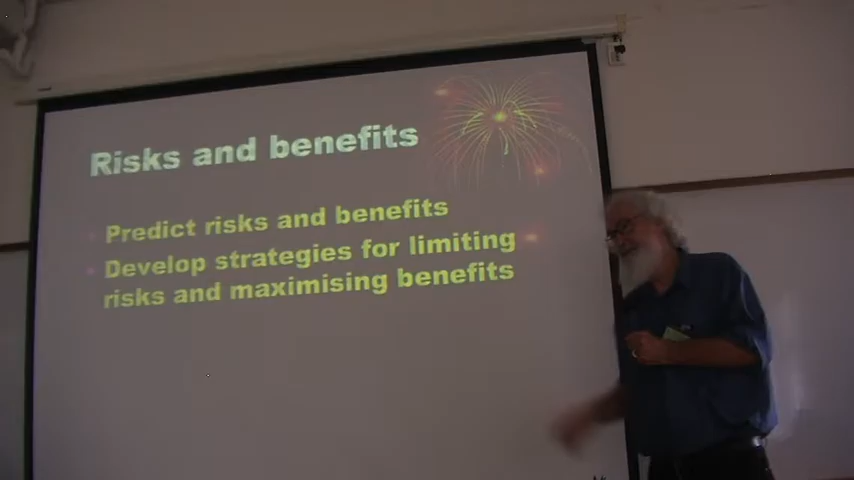 Risks and benefits
Predict risks and benefits
Develop strategies for limiting
risks and maximising benefits